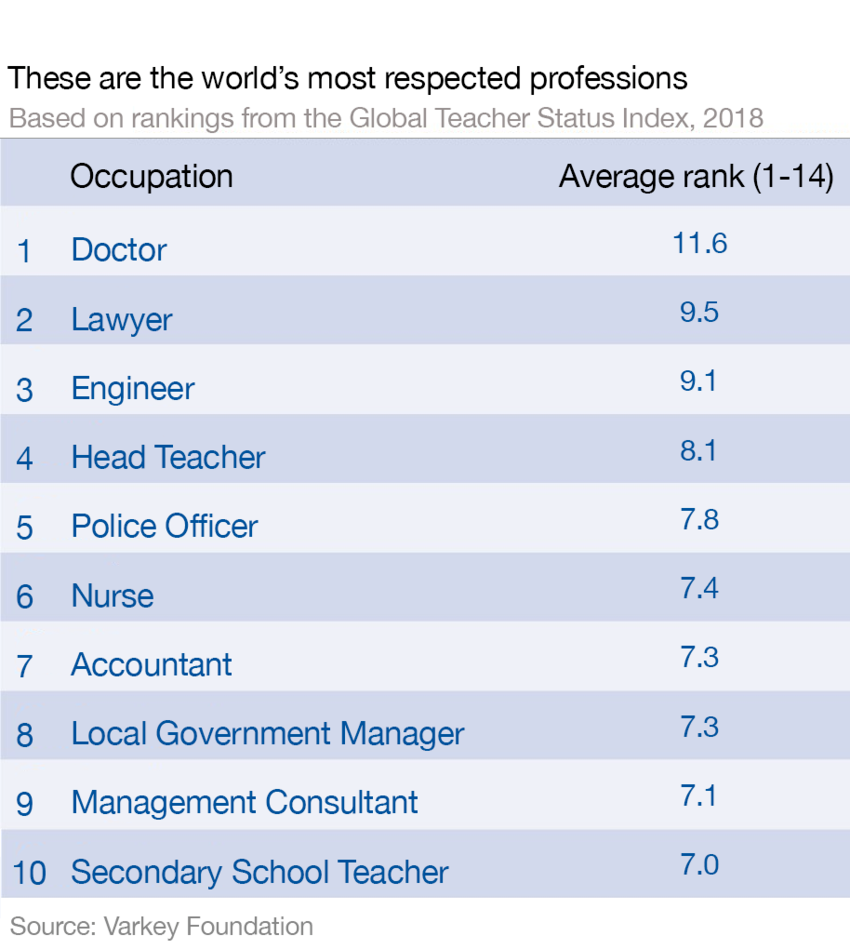 These are the world's most respected professions
Based on rankings from the Global Teacher Status Index, 2018
Occupation Average rank (1-14)
1 Doctor 11.6
2 Lawyer 9.5
3 Engineer 9.1
4 Head Teacher 8.1
5 Police Officer 7.8
6 Nurse 7.4
7 Accountant 7.3
8 Local Government Manager 7.3
9 Management Consultant 7.1
10 Secondary School Teacher 7.0
Source: Varkey Foundation